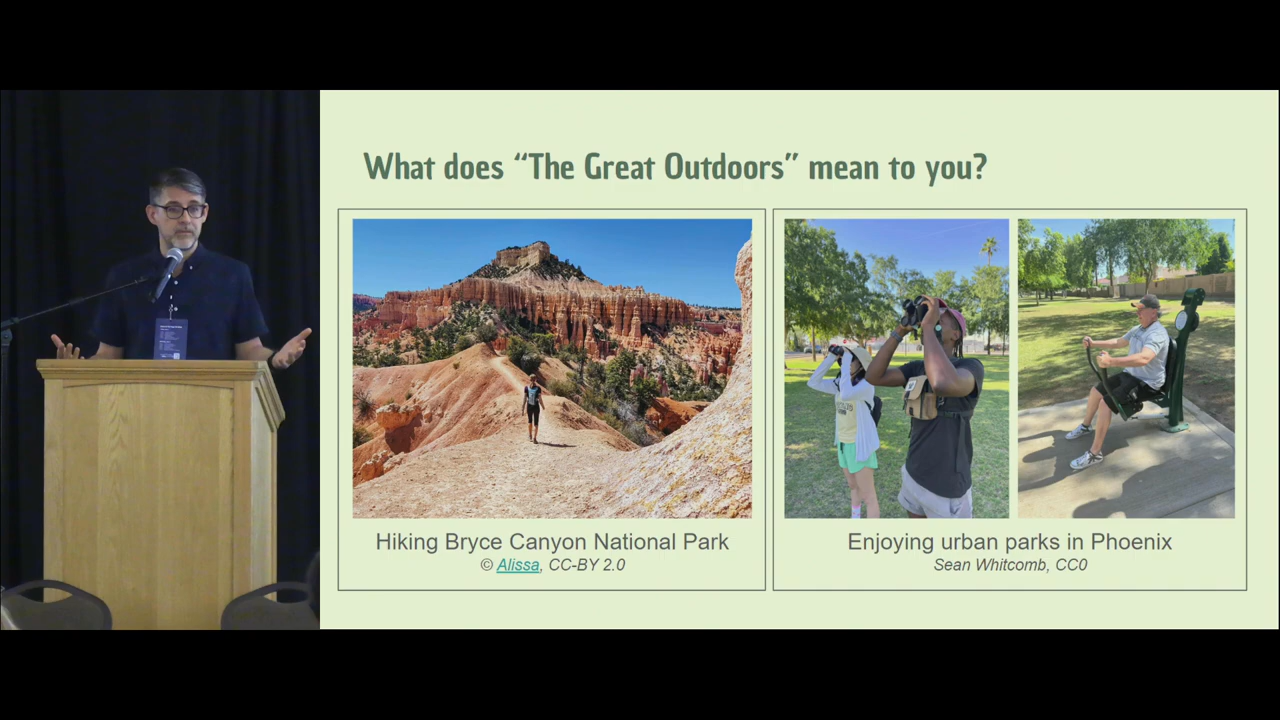 What does “The Great Outdoors” mean to you?
Hiking Bryce Canyon National Park
© Alissa, CC-BY 2.0
Enjoying urban parks in Phoenix
Sean Whitcomb, CC0